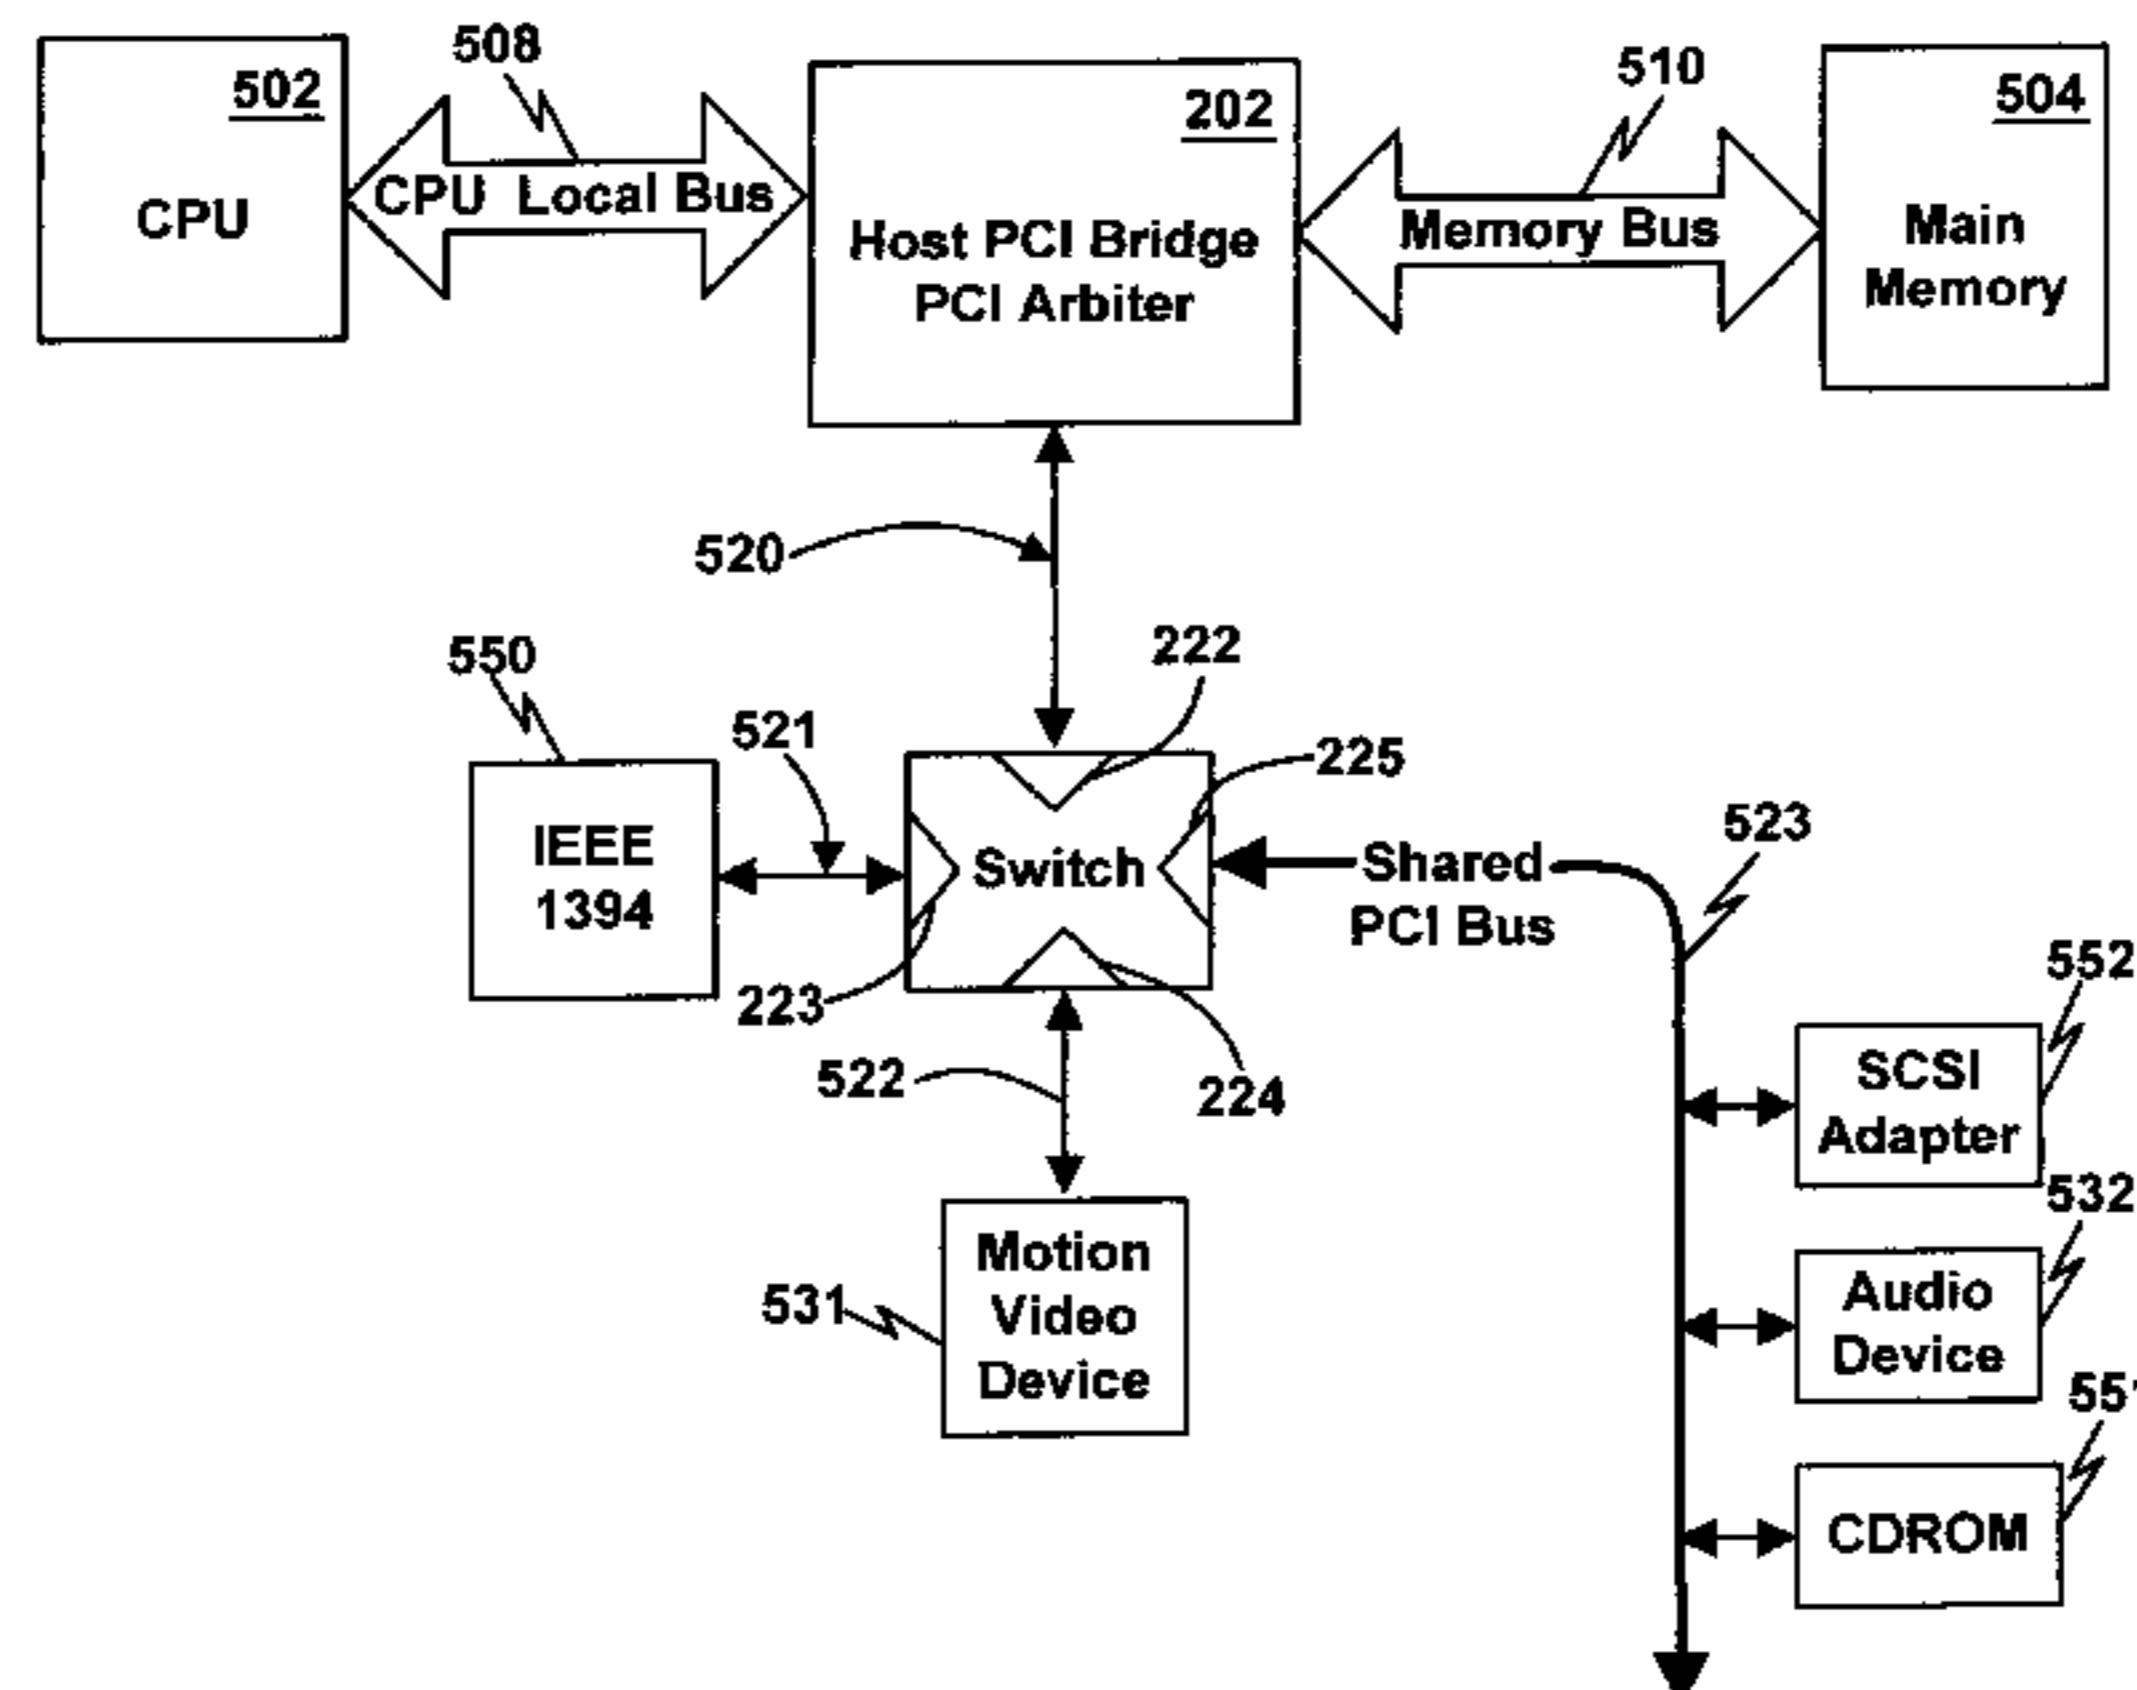 508
510
502
202
504
CPU
CPU Local Bus
Host PCI Bridge
PCI Arbiter
Memory Bus
Main
Memory
520
550
222
521
225
523
IEEE
1394
Switch
Shared
PCI Bus
223
552
522
224
SCSI
Adapter
532
531
Motion
Video
Device
Audio
Device
CDROM